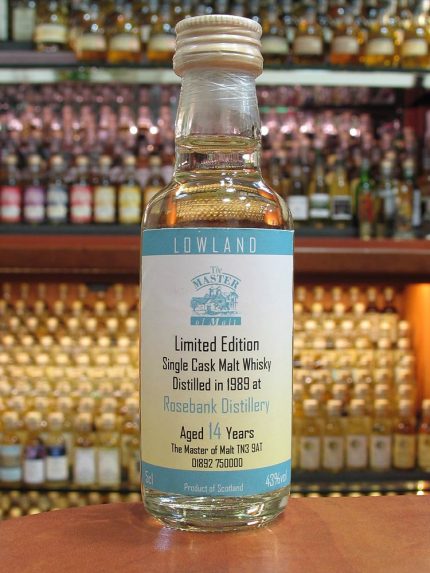 LOWLAND
The
MASTER
of Malt
Limited Edition
Single Cask Malt Whisky
Distilled in 1989 at
Rosebank Distillery
Aged 14 Years
The Master of Malt TN3 9AT
01892 750000
5cl 43%vol
Product of Scotland